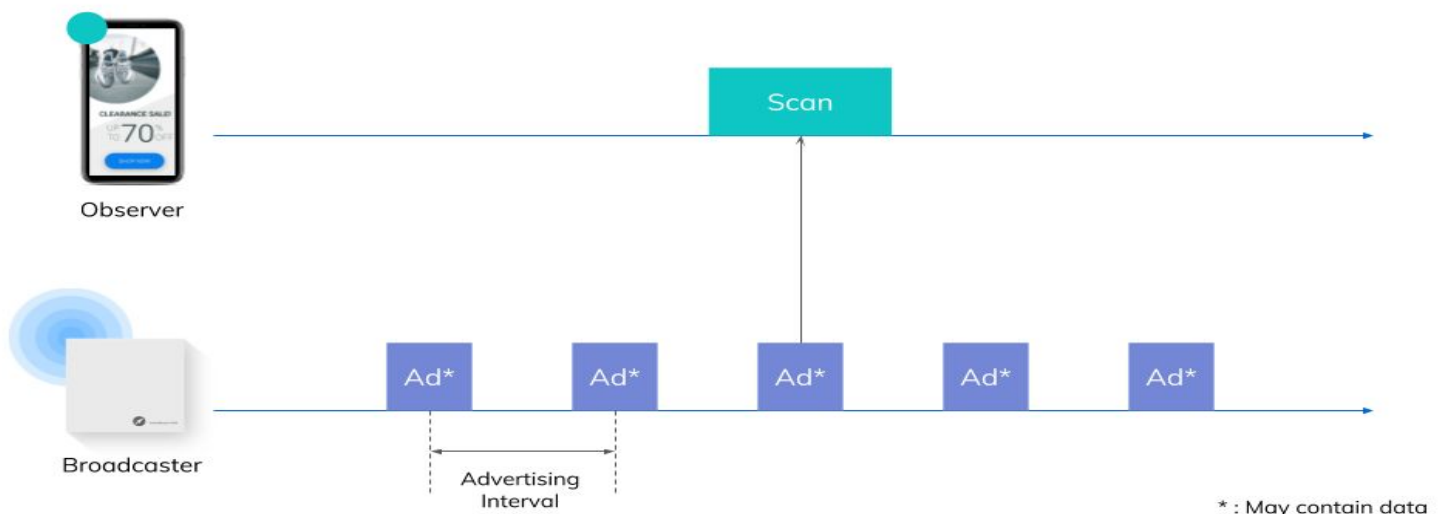 CLEARANCE SALE!
UP TO 70% OFF
SHOP NOW
Observer
Scan
Ad* Ad* Ad* Ad* Ad*
Broadcaster
Advertising
Interval
* : May contain data